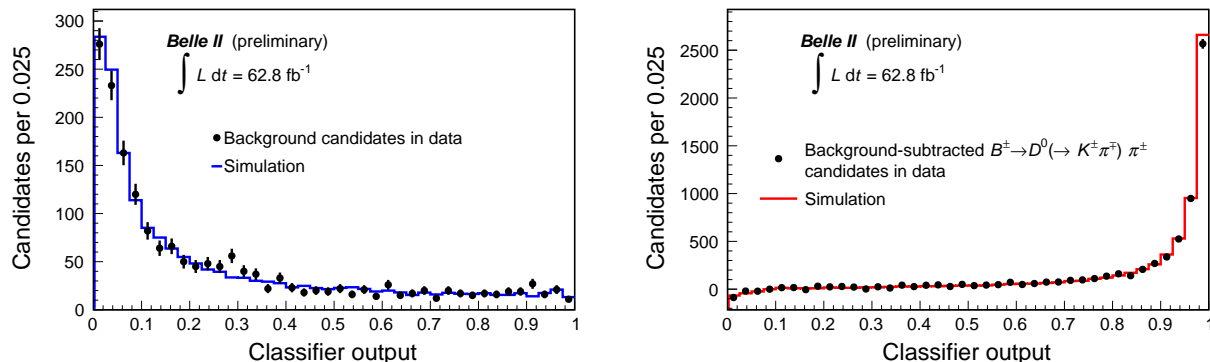 300
250
200
150
100
50
0
Candidates per 0.025
Belle II (preliminary)
∫ L dt = 62.8 fb⁻¹
Background candidates in data
Simulation
0 0.1 0.2 0.3 0.4 0.5 0.6 0.7 0.8 0.9 1
Classifier output
2500
2000
1500
1000
500
0
Candidates per 0.025
Belle II (preliminary)
∫ L dt = 62.8 fb⁻¹
Background-subtracted B±→D⁰(→ K±π∓) π±
candidates in data
Simulation
0 0.1 0.2 0.3 0.4 0.5 0.6 0.7 0.8 0.9 1
Classifier output